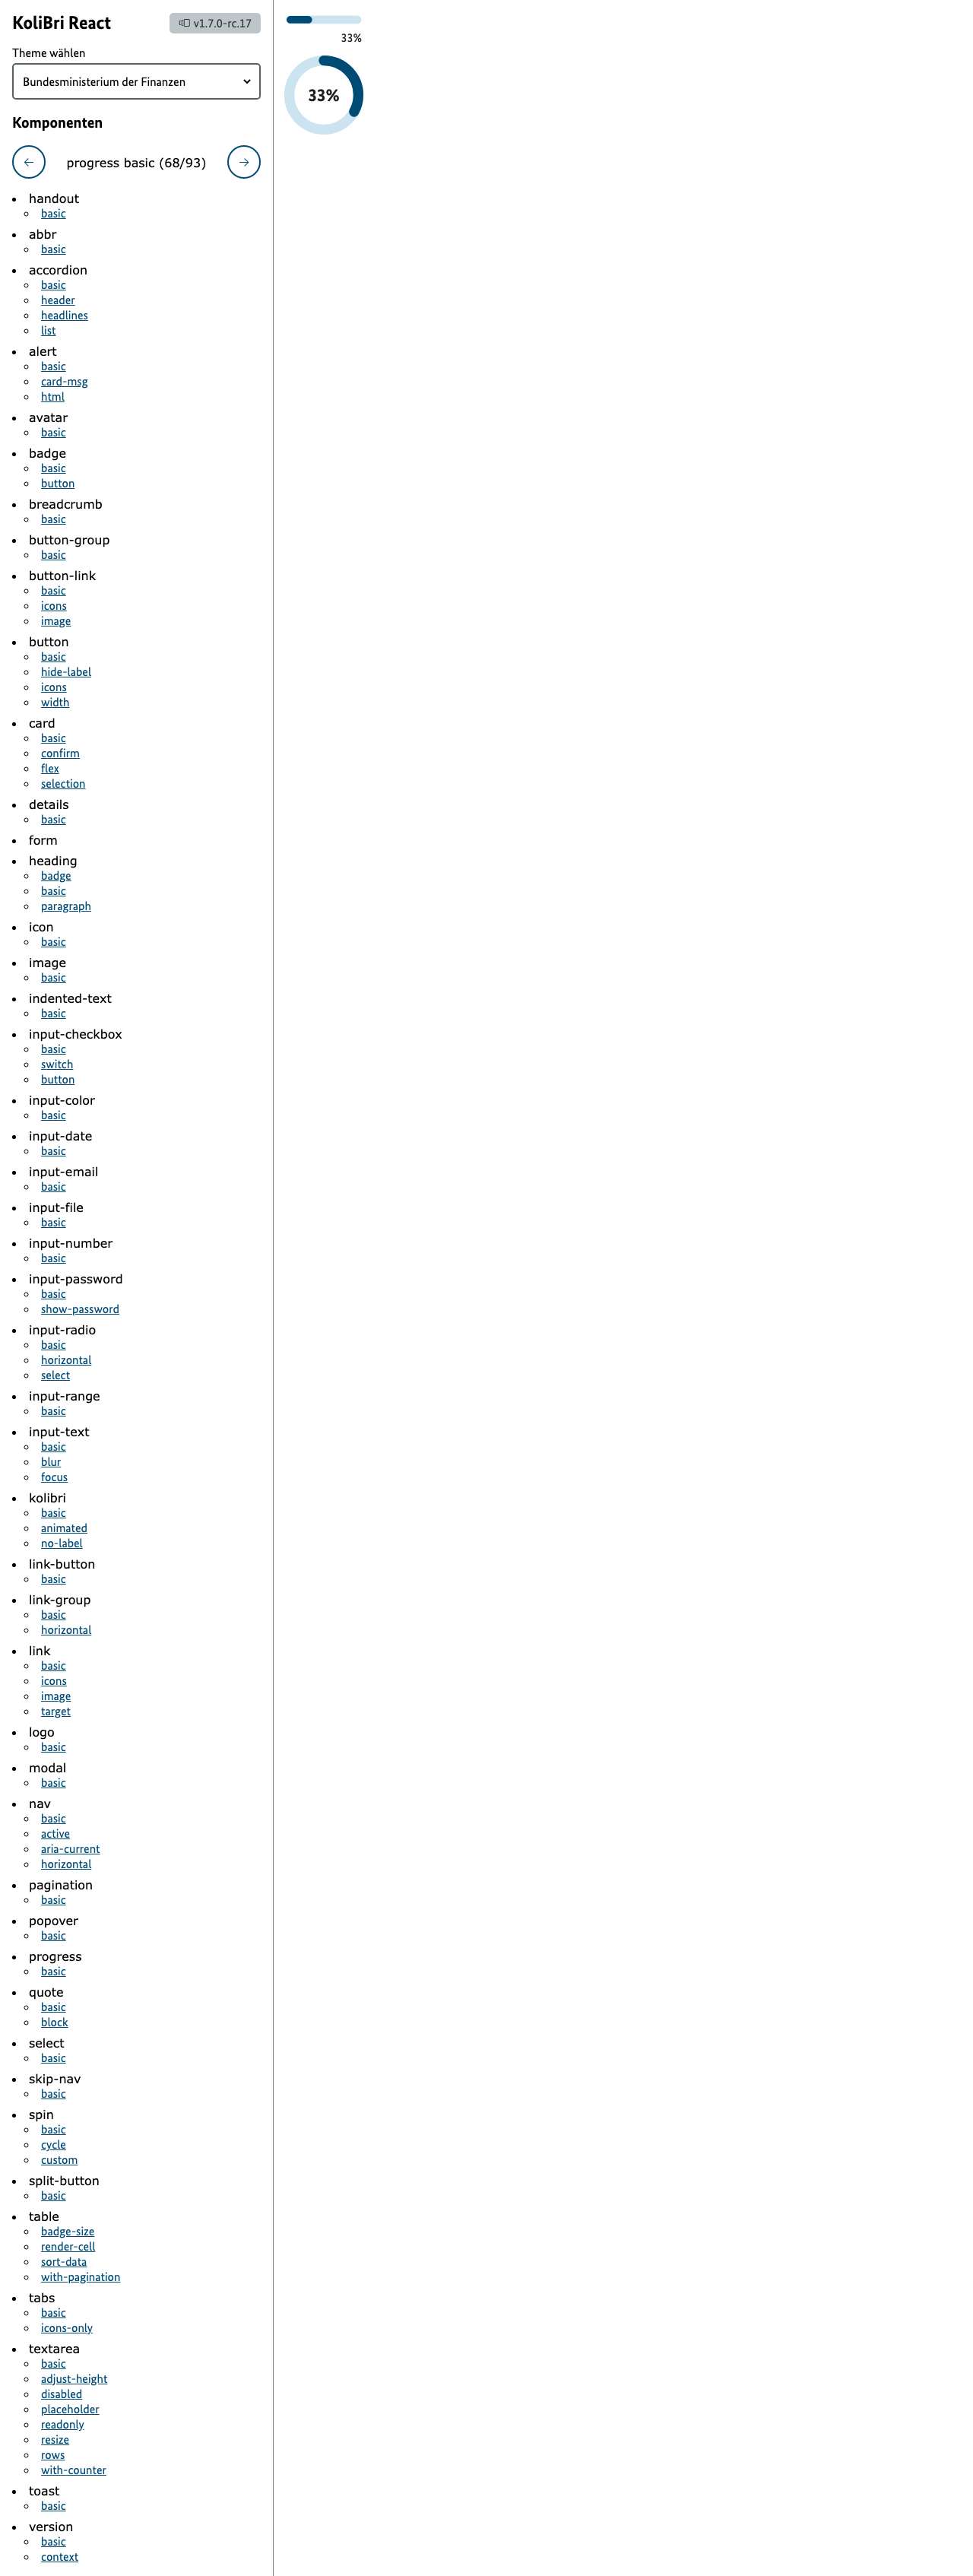 KoliBri React
v1.7.0-rc.17
Theme wählen
Bundesministerium der Finanzen
Komponenten
progress basic (68/93)
handout
basic
abbr
basic
accordion
basic
header
headlines
list
alert
basic
card-msg
html
avatar
basic
badge
basic
button
breadcrumb
basic
button-group
basic
button-link
basic
icons
image
button
basic
hide-label
icons
width
card
basic
confirm
flex
selection
details
basic
form
heading
badge
basic
paragraph
icon
basic
image
basic
indented-text
basic
input-checkbox
basic
switch
button
input-color
basic
input-date
basic
input-email
basic
input-file
basic
input-number
basic
input-password
basic
show-password
input-radio
basic
horizontal
select
input-range
basic
input-text
basic
blur
focus
kolibri
basic
animated
no-label
link-button
basic
link-group
basic
horizontal
link
basic
icons
image
target
logo
basic
modal
basic
nav
basic
active
aria-current
horizontal
pagination
basic
popover
basic
progress
basic
quote
basic
block
select
basic
skip-nav
basic
spin
basic
cycle
custom
split-button
basic
table
badge-size
render-cell
sort-data
with-pagination
tabs
basic
icons-only
textarea
basic
adjust-height
disabled
placeholder
readonly
resize
rows
with-counter
toast
basic
version
basic
context
33%
33%